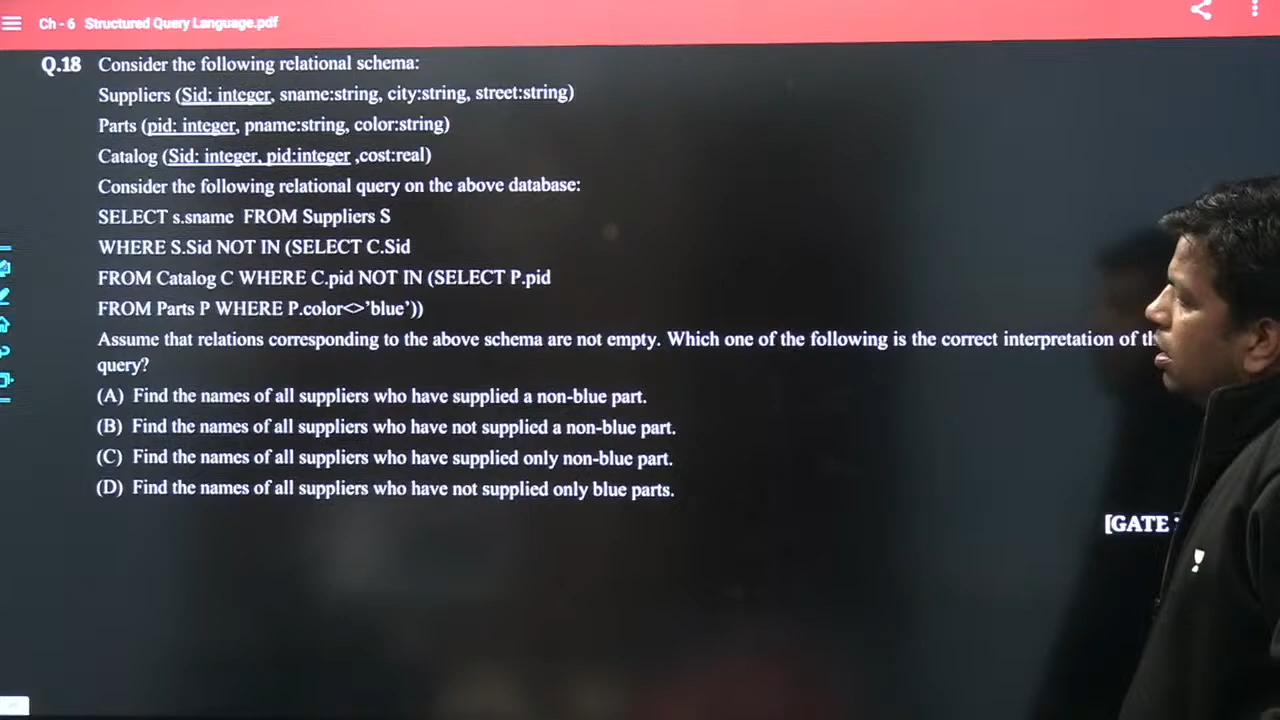 Ch - 6 Structured Query Language.pdf
Q.18 Consider the following relational schema:
Suppliers (Sid: integer, sname:string, city:string, street:string)
Parts (pid: integer, pname:string, color:string)
Catalog (Sid: integer, pid:integer ,cost:real)
Consider the following relational query on the above database:
SELECT s.sname FROM Suppliers S
WHERE S.Sid NOT IN (SELECT C.Sid
FROM Catalog C WHERE C.pid NOT IN (SELECT P.pid
FROM Parts P WHERE P.color<>’blue’))
Assume that relations corresponding to the above schema are not empty. Which one of the following is the correct interpretation of
query?
(A) Find the names of all suppliers who have supplied a non-blue part.
(B) Find the names of all suppliers who have not supplied a non-blue part.
(C) Find the names of all suppliers who have supplied only non-blue part.
(D) Find the names of all suppliers who have not supplied only blue parts.
[GATE